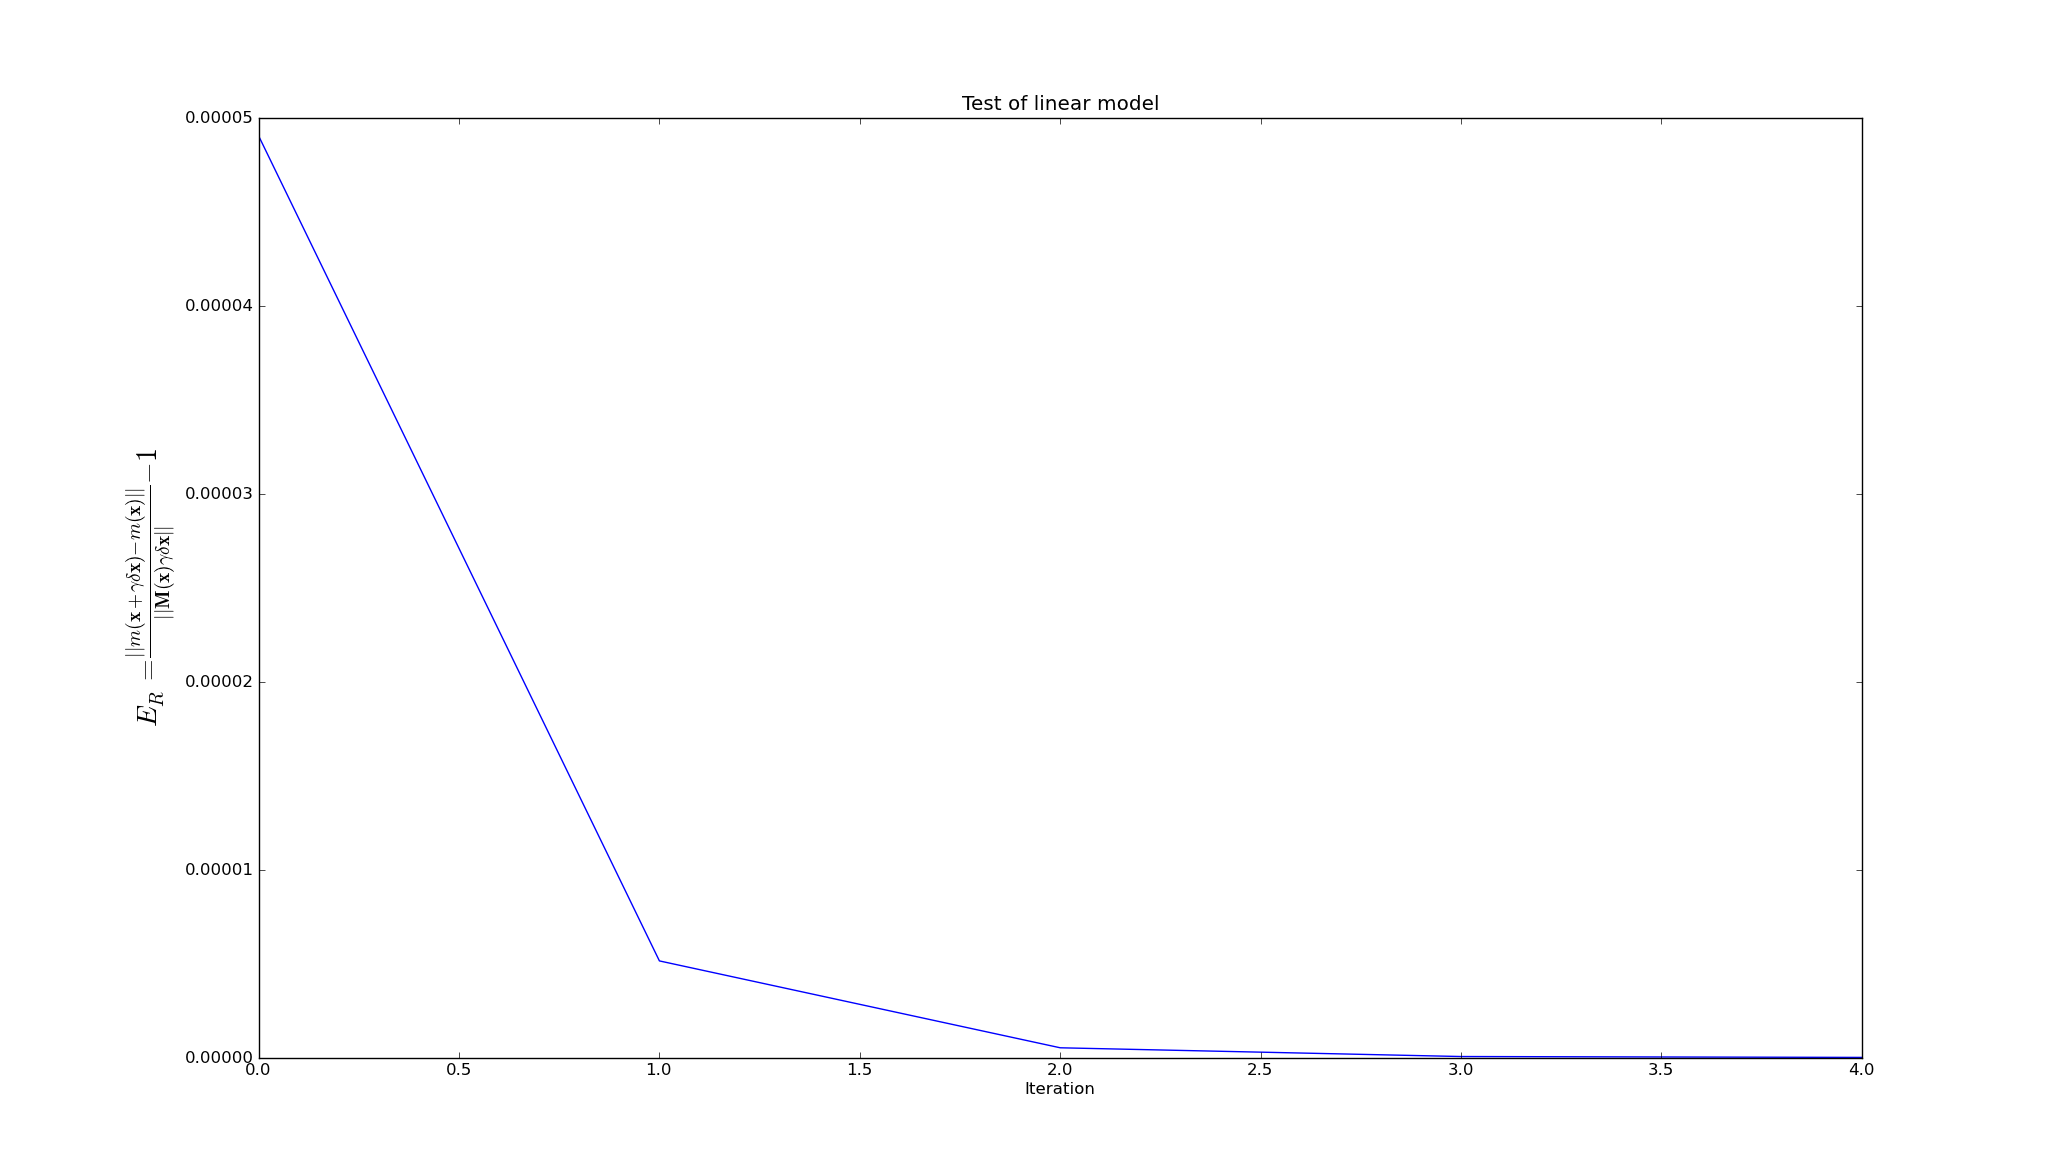 Test of linear model
0.00005
0.00004
0.00003
0.00002
0.00001
0.00000
E_R = ||m(x+γδx)−m(x)|| / ||M(x)γδx|| − 1
0.0 0.5 1.0 1.5 2.0 2.5 3.0 3.5 4.0
Iteration